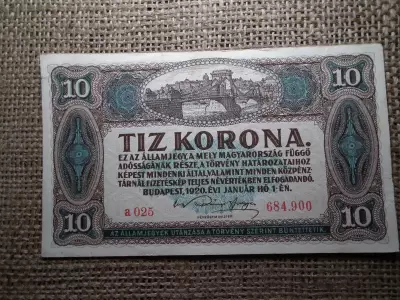 10 10
TIZ KORONA.
EZ AZ ÁLLAMJEGY, A MELY MAGYARORSZÁG FÜGGŐ
ADÓSSÁGÁNAK RÉSZE, A TÖRVÉNY HATÁROZATAIHOZ
KÉPEST MINDENKI ÁLTAL, VALAMINT MINDEN KÖZPÉNZ-
TÁRNÁL FIZETÉSKÉP TELJES NÉVÉRTÉKBEN ELFOGADANDÓ.
BUDAPEST, 1920. ÉVI JANUÁR HÓ 1-ÉN.
a 025 684.900
PÉNZÜGYMINISZTER
10 10
AZ ÁLLAMJEGYEK UTÁNZÁSA A TÖRVÉNY SZERINT BÜNTETTETIK.